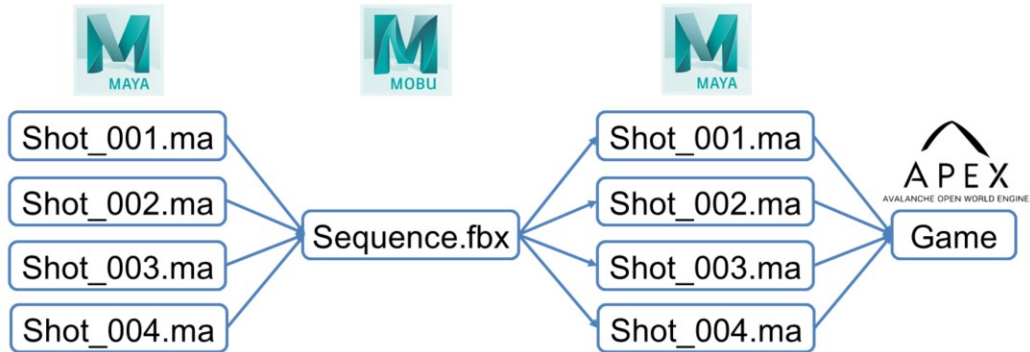 MAYA
MOBU
MAYA
Shot_001.ma
Shot_002.ma
Shot_003.ma
Shot_004.ma
Sequence.fbx
Shot_001.ma
Shot_002.ma
Shot_003.ma
Shot_004.ma
APEX
AVALANCHE OPEN WORLD ENGINE
Game